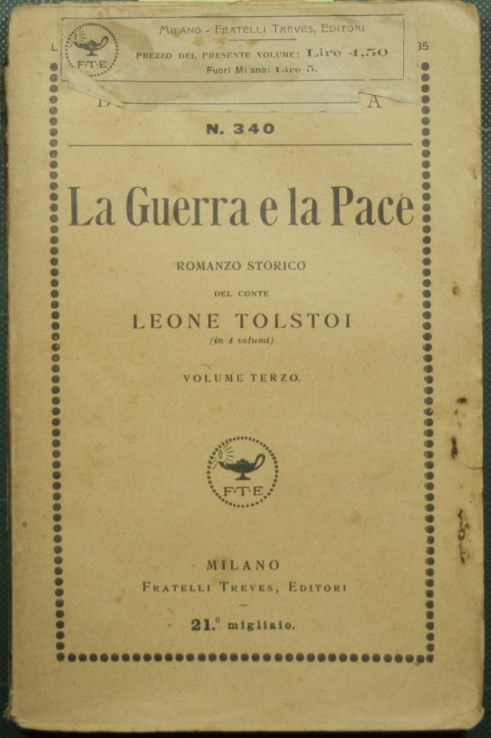 MILANO - FRATELLI TREVES, EDITORI
PREZZO DEL PRESENTE VOLUME: Lire 4,50
Fuori Milano: Lire 5.
F·T·E
L
35
A
N. 340
La Guerra e la Pace
ROMANZO STORICO
DEL CONTE
LEONE TOLSTOI
(in 4 volumi)
VOLUME TERZO.
F·T·E
MILANO
FRATELLI TREVES, EDITORI
21.° migliaio.